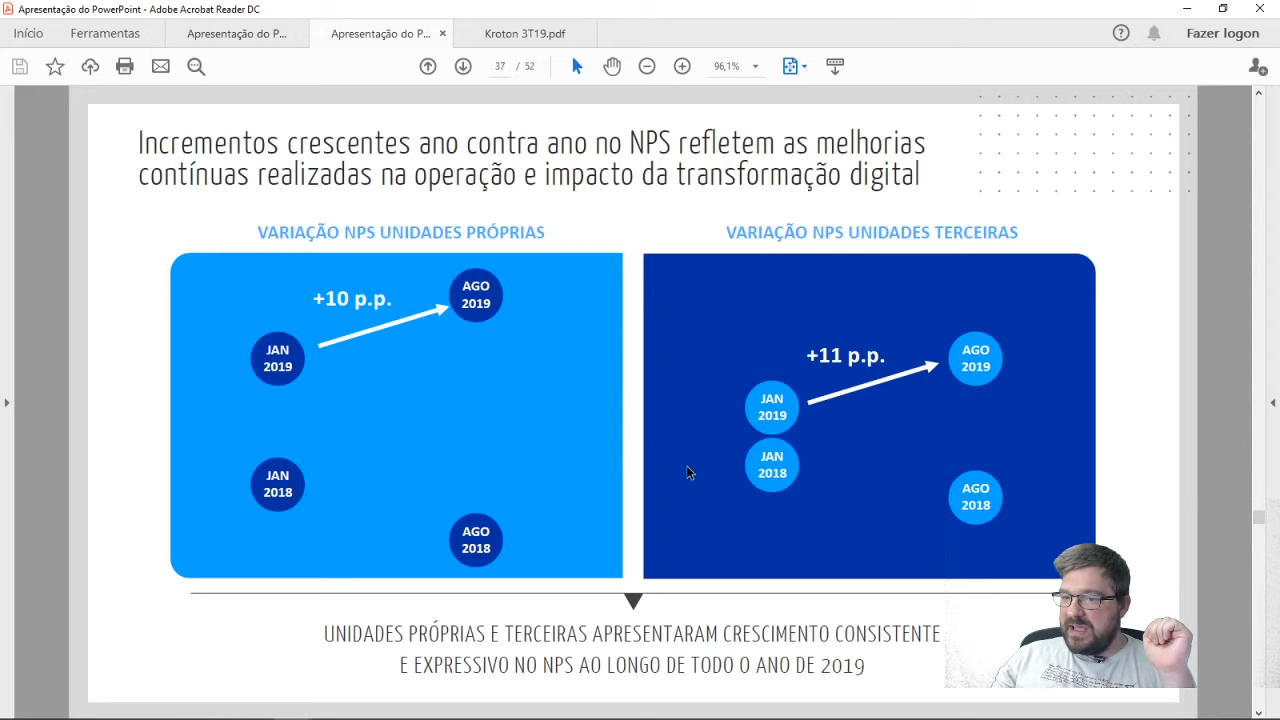 Apresentação do PowerPoint - Adobe Acrobat Reader DC
Início
Ferramentas
Apresentação do P...
Apresentação do P...
Kroton 3T19.pdf
Fazer logon
37 / 52
96,1%
Incrementos crescentes ano contra ano no NPS refletem as melhorias
contínuas realizadas na operação e impacto da transformação digital
VARIAÇÃO NPS UNIDADES PRÓPRIAS
+10 p.p.
AGO
2019
JAN
2019
JAN
2018
AGO
2018
VARIAÇÃO NPS UNIDADES TERCEIRAS
+11 p.p.
AGO
2019
JAN
2019
JAN
2018
AGO
2018
UNIDADES PRÓPRIAS E TERCEIRAS APRESENTARAM CRESCIMENTO CONSISTENTE
E EXPRESSIVO NO NPS AO LONGO DE TODO O ANO DE 2019